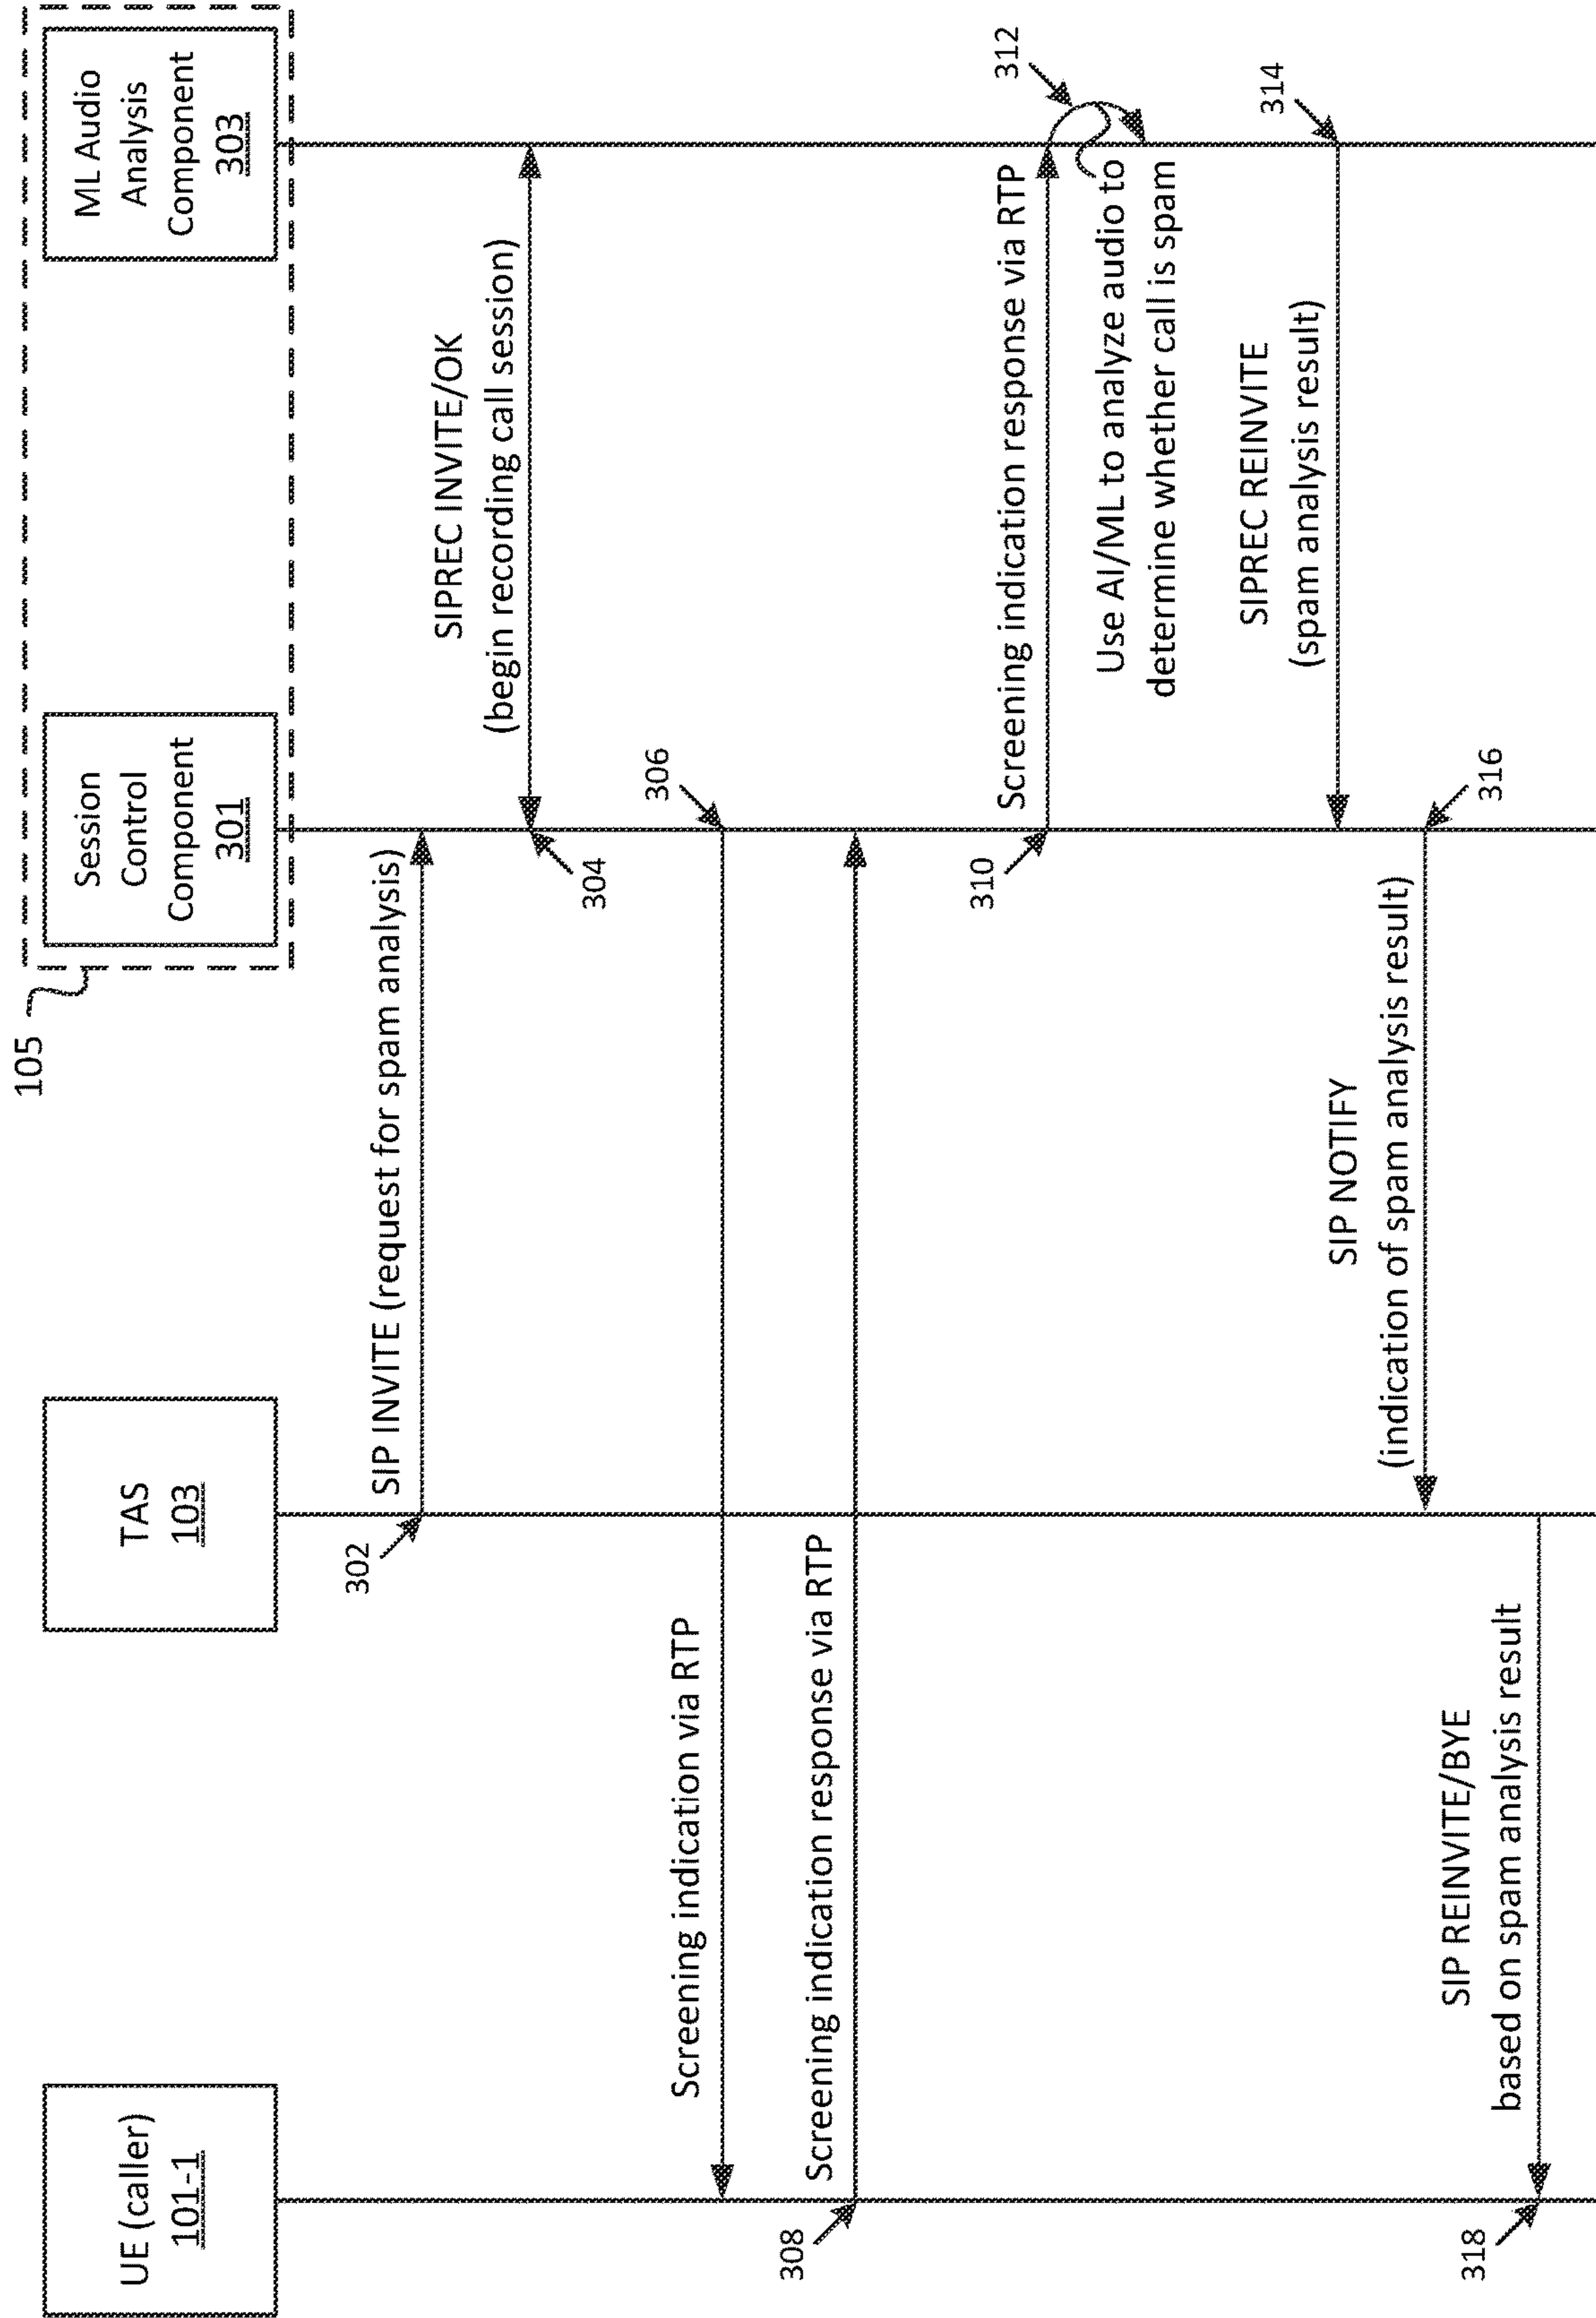 UE (caller)
101-1
TAS
103
105
Session
Control
Component
301
ML Audio
Analysis
Component
303
302
SIP INVITE (request for spam analysis)
SIPREC INVITE/OK
(begin recording call session)
304
Screening indication via RTP
306
Screening indication response via RTP
308
Screening indication response via RTP
310
312
Use AI/ML to analyze audio to
determine whether call is spam
SIPREC REINVITE
(spam analysis result)
314
SIP NOTIFY
(indication of spam analysis result)
316
SIP REINVITE/BYE
based on spam analysis result
318